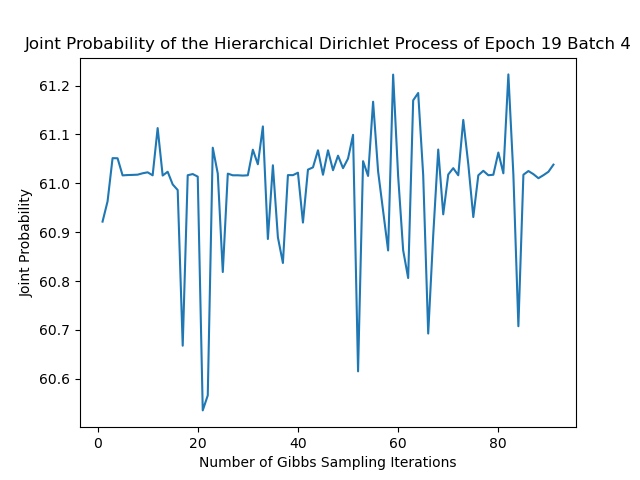 Joint Probability of the Hierarchical Dirichlet Process of Epoch 19 Batch 4
61.2
61.1
61.0
60.9
60.8
60.7
60.6
Joint Probability
0 20 40 60 80
Number of Gibbs Sampling Iterations